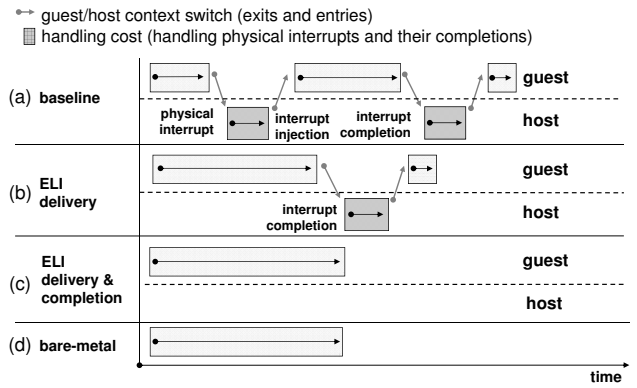 guest/host context switch (exits and entries)
handling cost (handling physical interrupts and their completions)
(a) baseline
guest
physical interrupt
interrupt injection
interrupt completion
host
(b) ELI delivery
guest
interrupt completion
host
(c) ELI delivery & completion
guest
host
(d) bare-metal
time